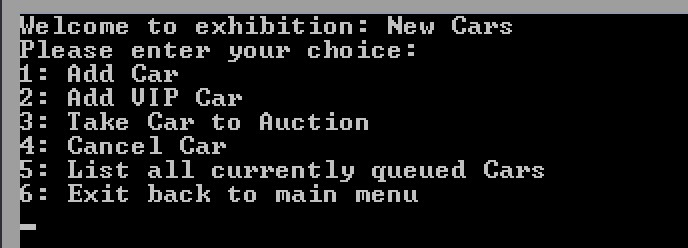 Welcome to exhibition: New Cars
Please enter your choice:
1: Add Car
2: Add VIP Car
3: Take Car to Auction
4: Cancel Car
5: List all currently queued Cars
6: Exit back to main menu